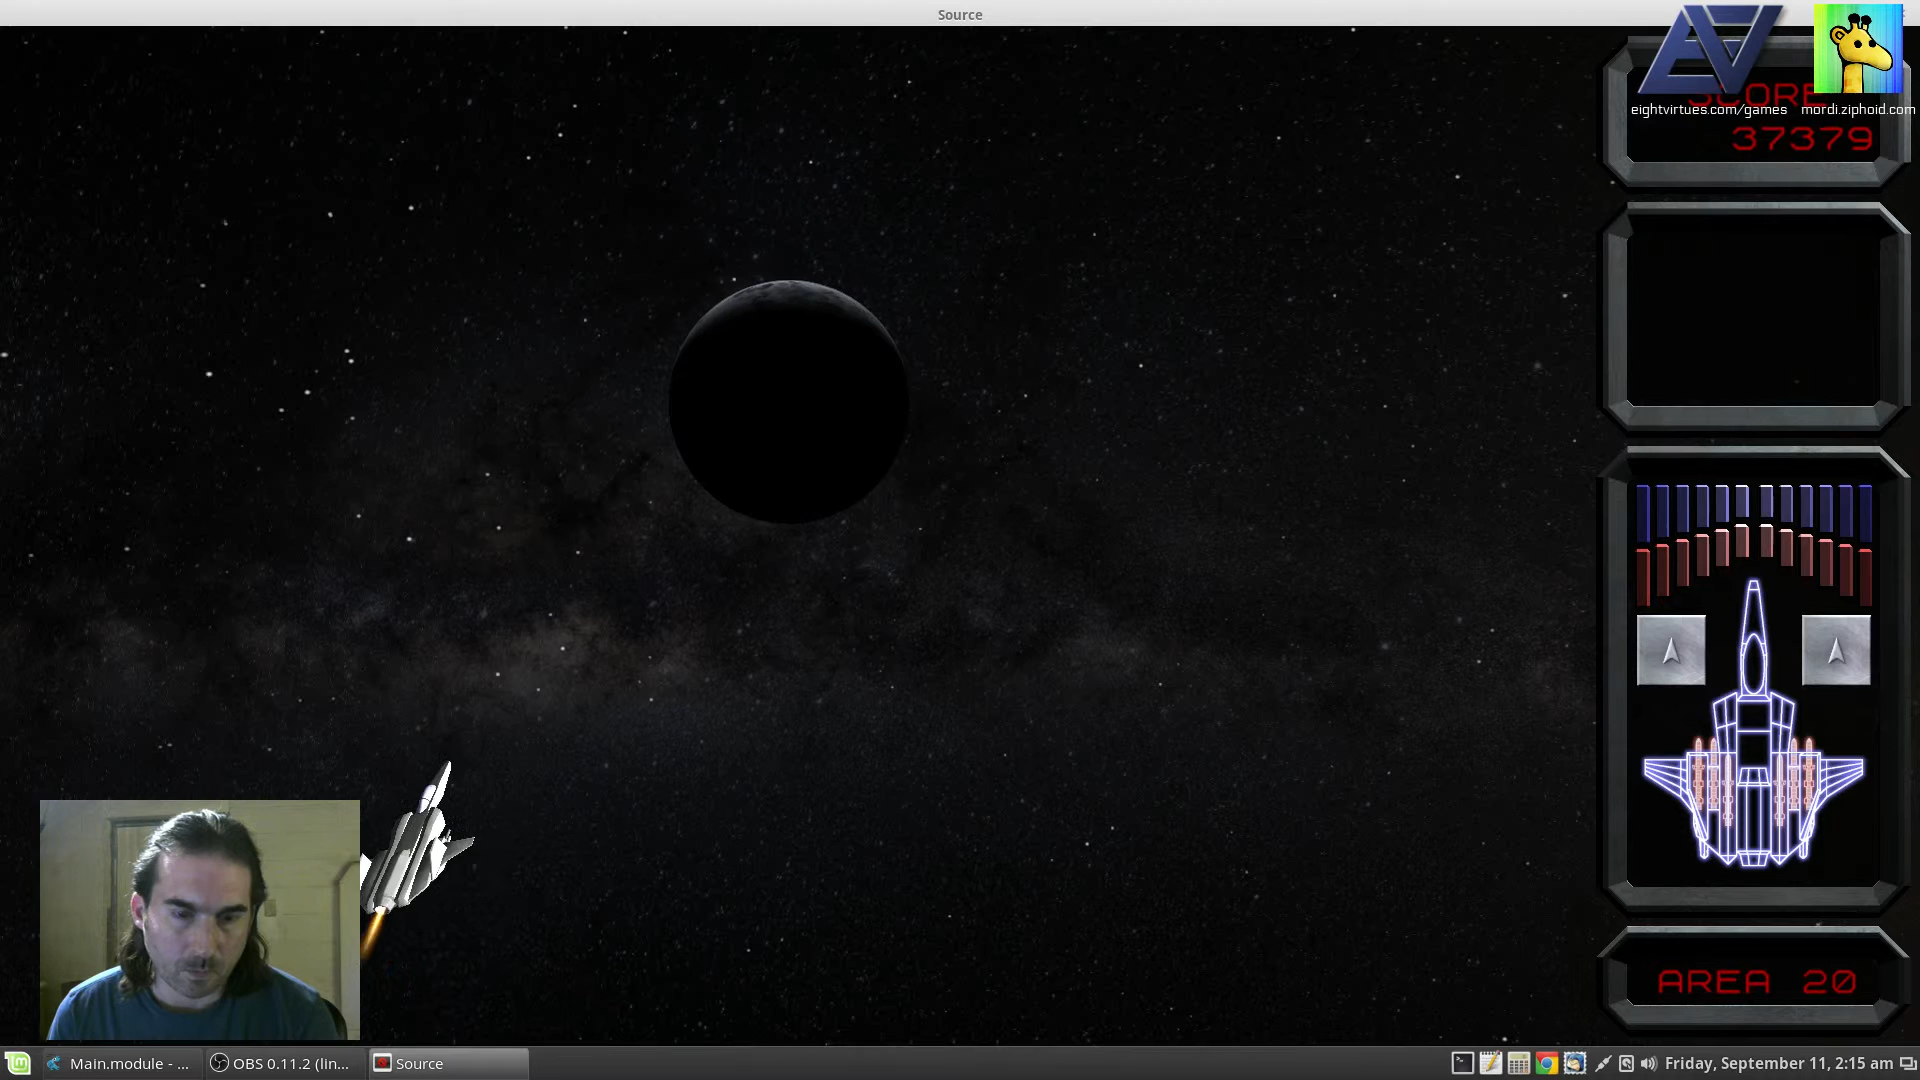 Source
SCORE
eightvirtues.com/games mordi.ziphoid.com
37379
AREA 20
Main.module - ...
OBS 0.11.2 (lin...
Source
Friday, September 11, 2:15 am